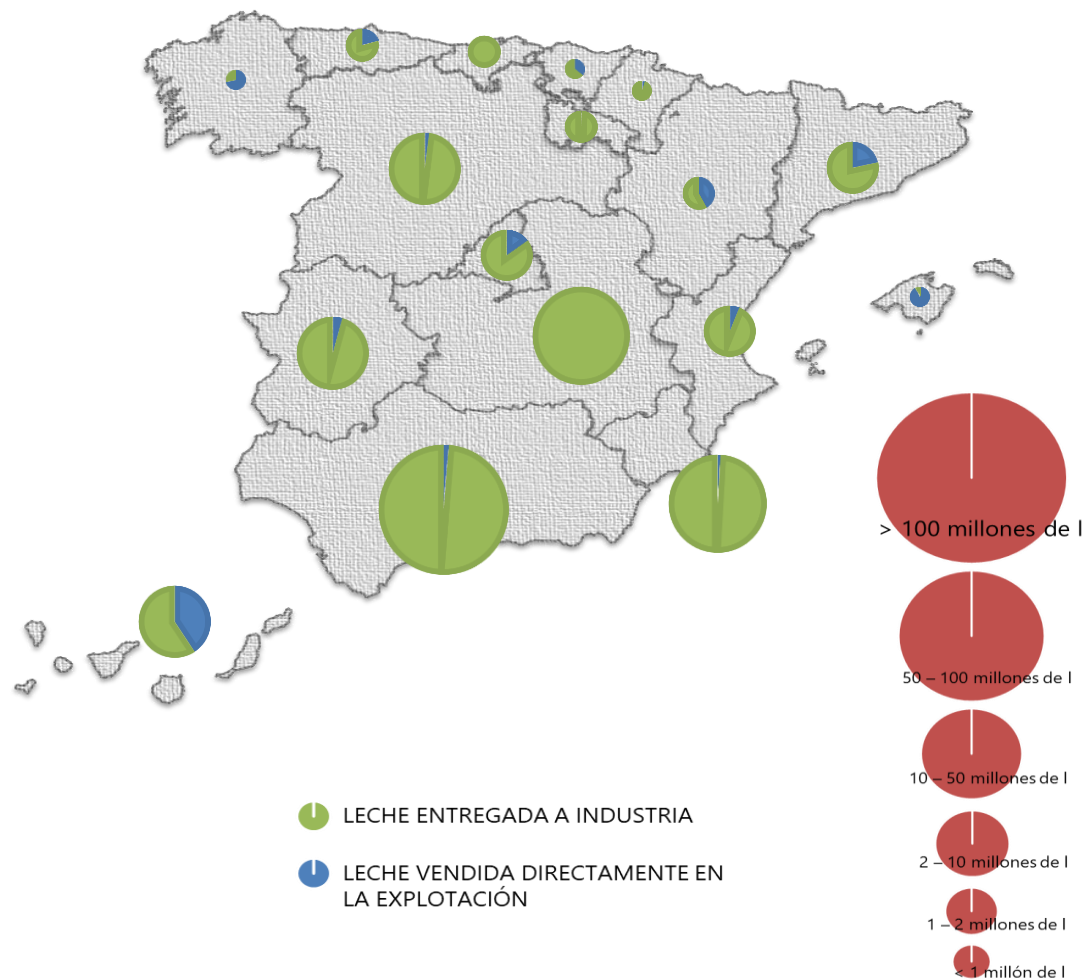 > 100 millones de l
50 – 100 millones de l
10 – 50 millones de l
2 – 10 millones de l
1 – 2 millones de l
< 1 millón de l
LECHE ENTREGADA A INDUSTRIA
LECHE VENDIDA DIRECTAMENTE EN
LA EXPLOTACIÓN